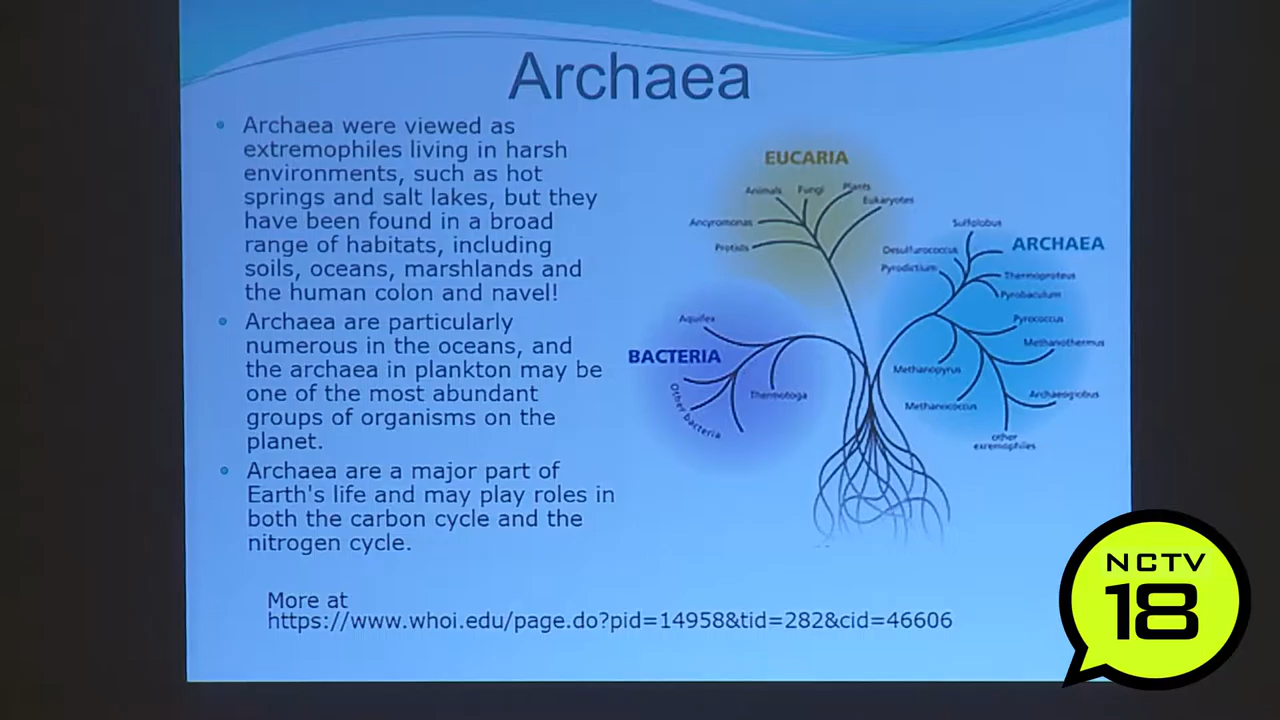 Archaea
• Archaea were viewed as
extremophiles living in harsh
environments, such as hot
springs and salt lakes, but they
have been found in a broad
range of habitats, including
soils, oceans, marshlands and
the human colon and navel!
• Archaea are particularly
numerous in the oceans, and
the archaea in plankton may be
one of the most abundant
groups of organisms on the
planet.
• Archaea are a major part of
Earth's life and may play roles in
both the carbon cycle and the
nitrogen cycle.
EUCARIA
Animals
Fungi
Plants
Eukaryotes
Ancyromonas
Protists
BACTERIA
Aquifex
Thermotoga
Other bacteria
ARCHAEA
Sulfolobus
Desulfurococcus
Pyrodictium
Thermoproteus
Pyrobaculum
Pyrococcus
Methanothermus
Methanopyrus
Methanococcus
Archaeoglobus
other
exremophiles
More at
https://www.whoi.edu/page.do?pid=14958&tid=282&cid=46606
NCTV
18